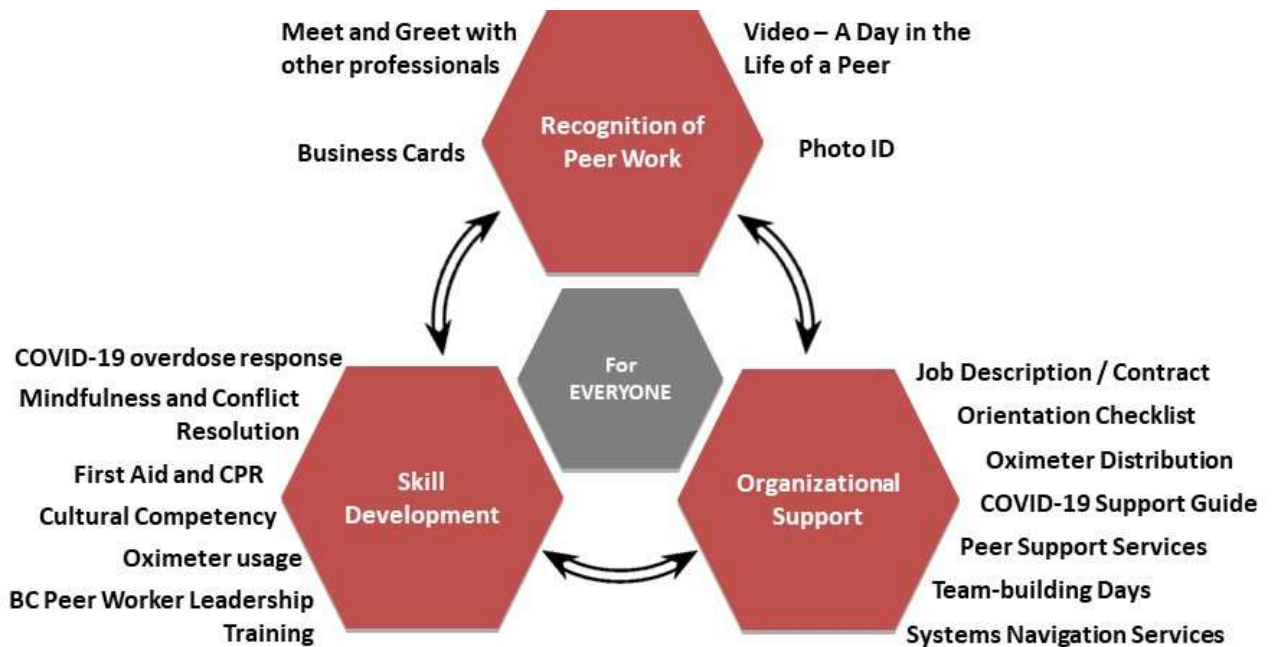 Meet and Greet with
other professionals
Business Cards
Recognition of
Peer Work
Video – A Day in the
Life of a Peer
Photo ID
For
EVERYONE
COVID-19 overdose response
Mindfulness and Conflict
Resolution
First Aid and CPR
Cultural Competency
Oximeter usage
BC Peer Worker Leadership
Training
Skill
Development
Organizational
Support
Job Description / Contract
Orientation Checklist
Oximeter Distribution
COVID-19 Support Guide
Peer Support Services
Team-building Days
Systems Navigation Services